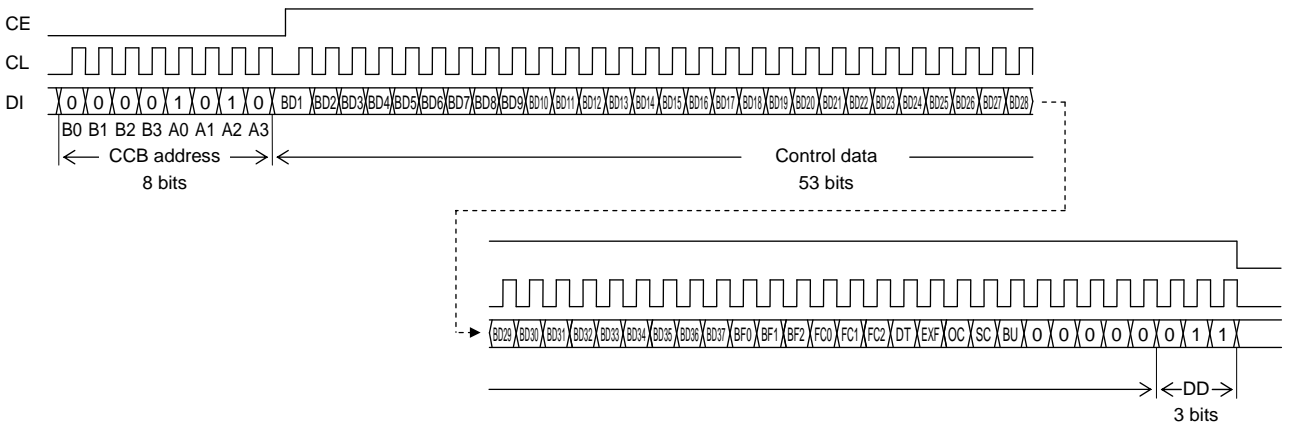 CE
CL
DI 0 0 0 0 1 0 1 0 BD1 BD2 BD3 BD4 BD5 BD6 BD7 BD8 BD9 BD10 BD11 BD12 BD13 BD14 BD15 BD16 BD17 BD18 BD19 BD20 BD21 BD22 BD23 BD24 BD25 BD26 BD27 BD28
B0 B1 B2 B3 A0 A1 A2 A3
CCB address Control data
8 bits 53 bits
BD29 BD30 BD31 BD32 BD33 BD34 BD35 BD36 BD37 BF0 BF1 BF2 FC0 FC1 FC2 DT EXF OC SC BU 0 0 0 0 0 0 1 1
DD
3 bits